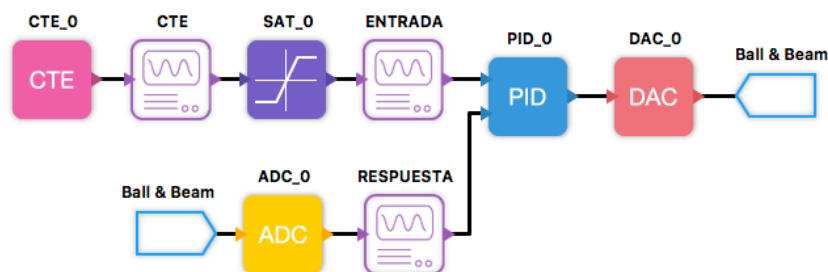 CTE_0
CTE
SAT_0
ENTRADA
PID_0
DAC_0
Ball & Beam
CTE
PID
DAC
Ball & Beam
ADC_0
RESPUESTA
ADC